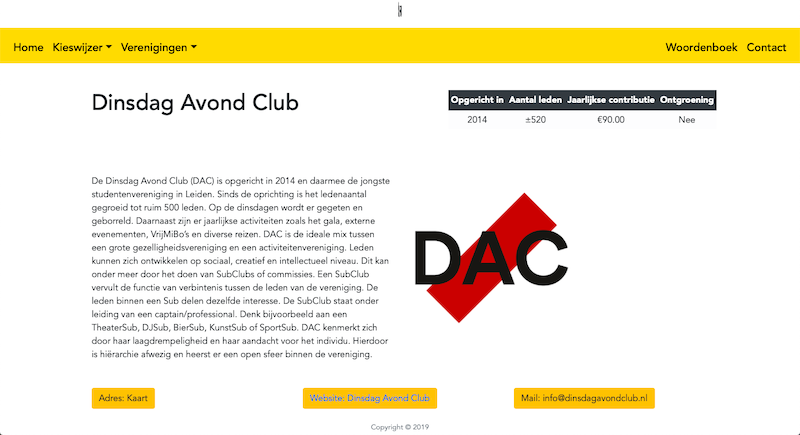 Home Kieswijzer Verenigingen Woordenboek Contact
Dinsdag Avond Club
Opgericht in Aantal leden Jaarlijkse contributie Ontgroening
2014 ±520 €90.00 Nee
De Dinsdag Avond Club (DAC) is opgericht in 2014 en daarmee de jongste
studentenvereniging in Leiden. Sinds de oprichting is het ledenaantal
gegroeid tot ruim 500 leden. Op de dinsdagen wordt er gegeten en
geborreld. Daarnaast zijn er jaarlijkse activiteiten zoals het gala, externe
evenementen, VrijMiBo's en diverse reizen. DAC is de ideale mix tussen
een grote gezelligheidsvereniging en een activiteitenvereniging. Leden
kunnen zich ontwikkelen op sociaal, creatief en intellectueel niveau. Dit kan
onder meer door het doen van SubClubs of commissies. Een SubClub
vervult de functie van verbintenis tussen de leden van de vereniging. De
leden binnen een Sub delen dezelfde interesse. De SubClub staat onder
leiding van een captain/professional. Denk bijvoorbeeld aan een
TheaterSub, DJSub, BierSub, KunstSub of SportSub. DAC kenmerkt zich
door haar laagdrempeligheid en haar aandacht voor het individu. Hierdoor
is hiërarchie afwezig en heerst er een open sfeer binnen de vereniging.
DAC
Adres: Kaart
Website: Dinsdag Avond Club
Mail: info@dinsdagavondclub.nl
Copyright © 2019